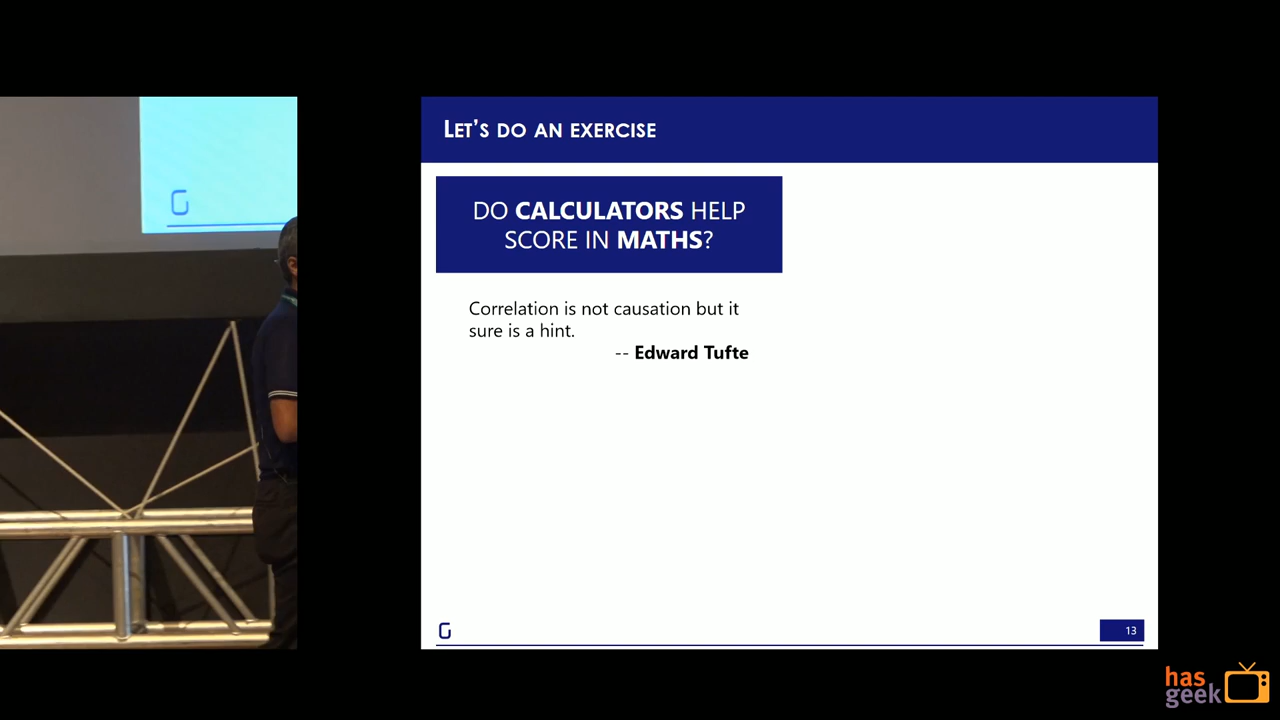 LET'S DO AN EXERCISE
DO CALCULATORS HELP
SCORE IN MATHS?
Correlation is not causation but it
sure is a hint.
-- Edward Tufte
13
has
geek